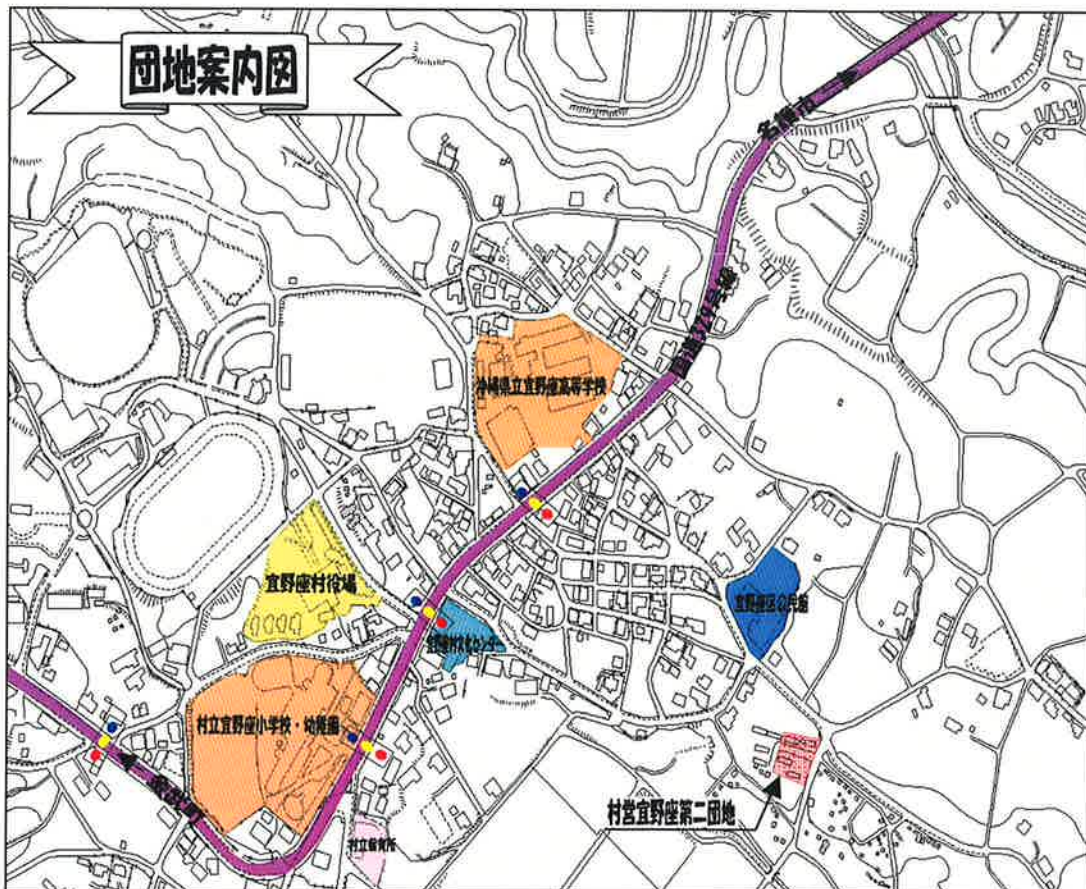 団地案内図
名護市
国道329号線
沖縄県立宜野座高等学校
宜野座村役場
宜野座区公民館
宜野座村文化センター
村立宜野座小学校・幼稚園
村営宜野座第二団地
村立保育所